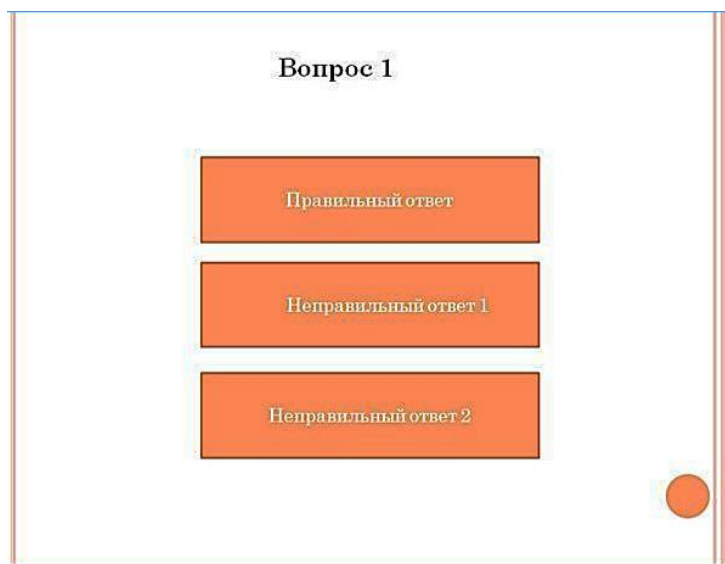 Вопрос 1
Правильный ответ
Неправильный ответ 1
Неправильный ответ 2